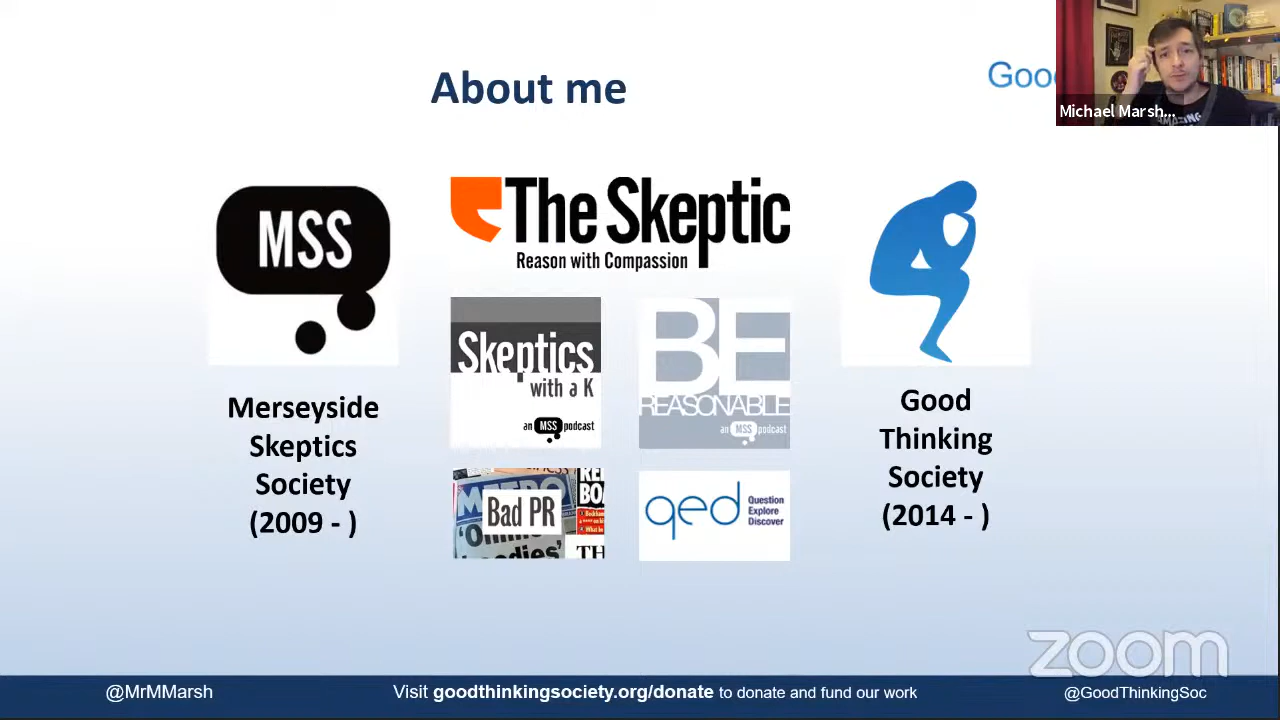 About me
Good
Michael Marsh...
MSS
The Skeptic
Reason with Compassion
Skeptics
with a K
an MSS podcast
BE
REASONABLE
an MSS podcast
Merseyside
Skeptics
Society
(2009 - )
Good
Thinking
Society
(2014 - )
METRO
Bad PR
qed Question
Explore
Discover
zoom
@MrMMarsh
Visit goodthinkingsociety.org/donate to donate and fund our work
@GoodThinkingSoc